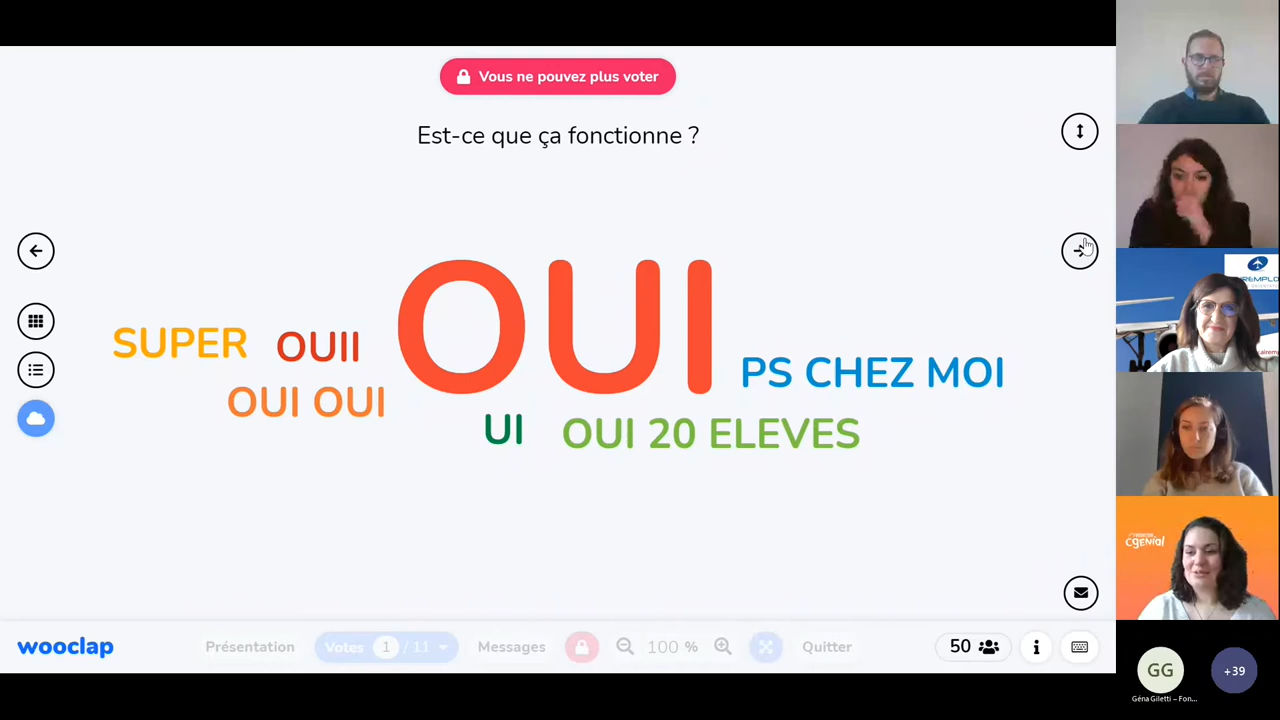 Vous ne pouvez plus voter
Est-ce que ça fonctionne ?
OUI
SUPER
OUII
PS CHEZ MOI
OUI OUI
UI
OUI 20 ELEVES
wooclap
Présentation
Votes 1 / 11
Messages
100 %
Quitter
50
CGénial
GG
+39
Géna Giletti – Fon...